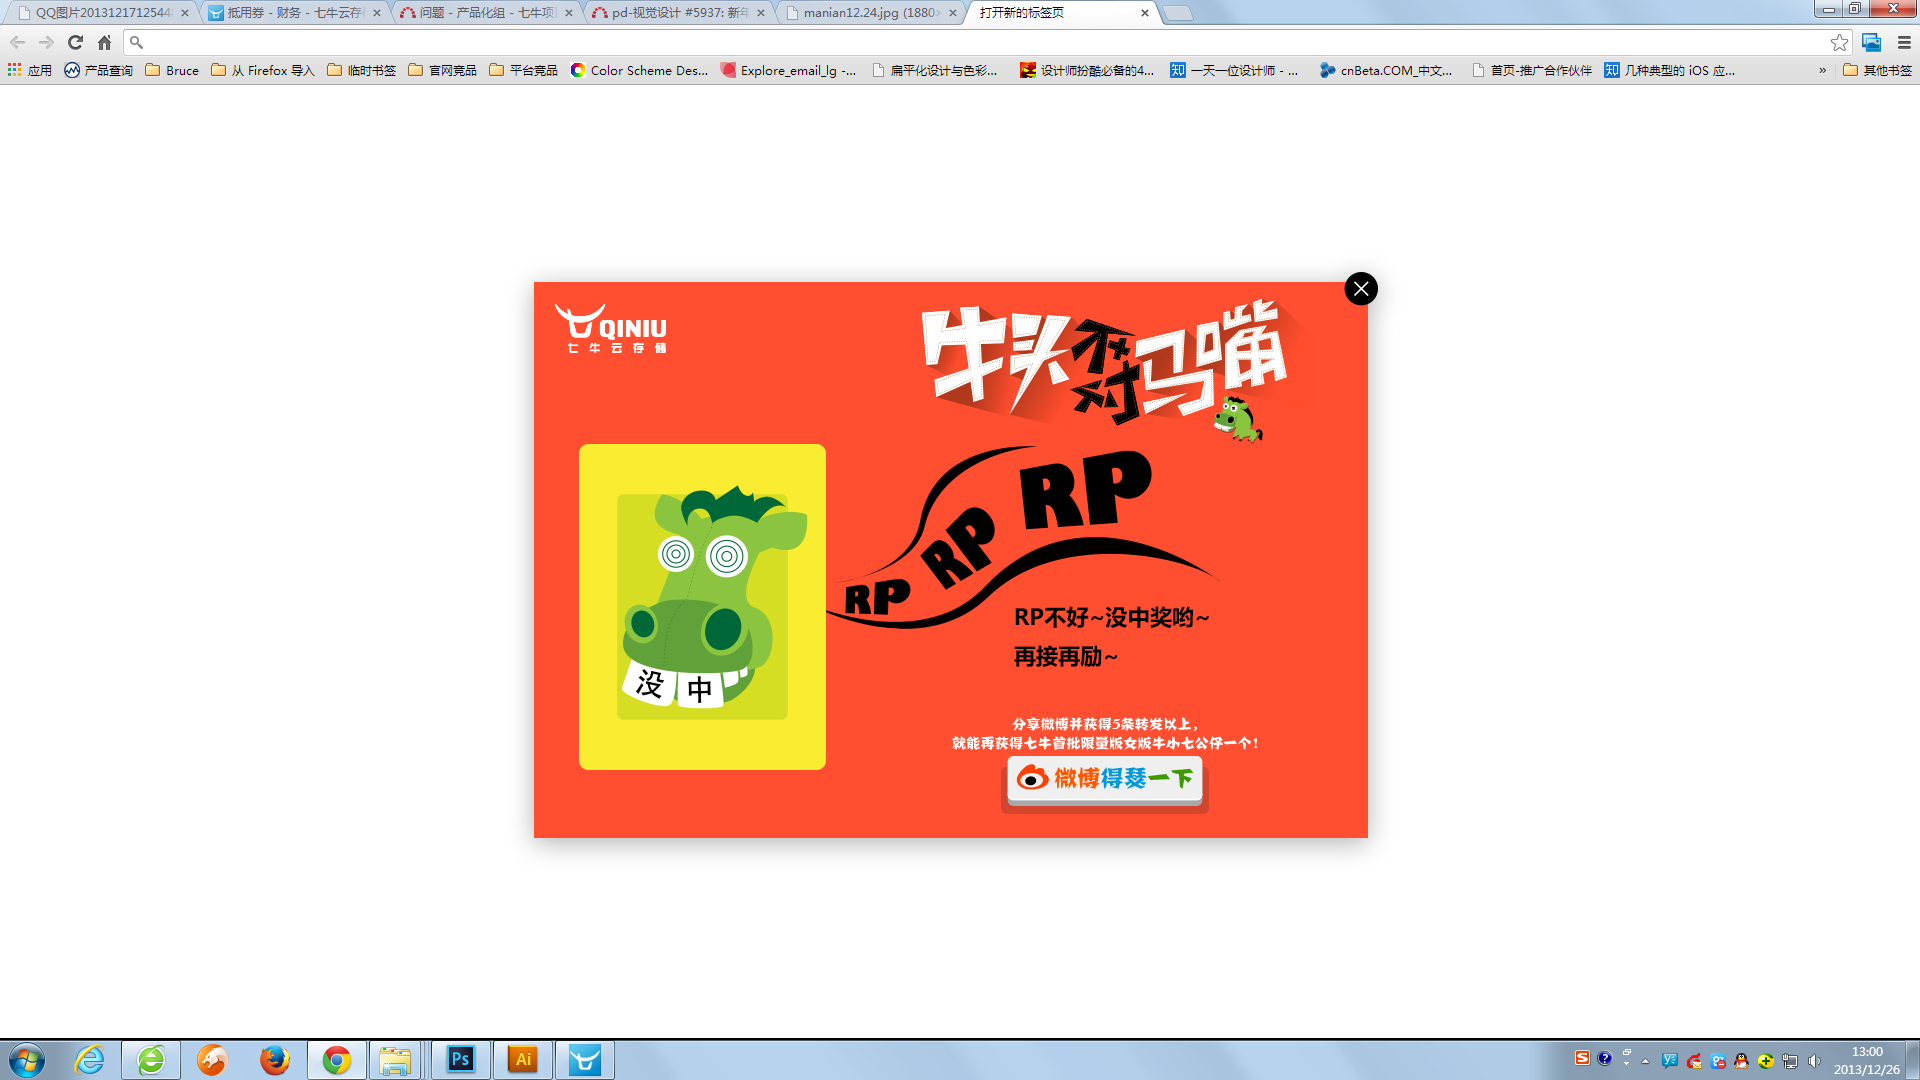 QQ图片2013121712544
抵用券 - 财务 - 七牛云存
问题 - 产品化组 - 七牛项
pd-视觉设计 #5937: 新年
manian12.24.jpg (1880×
打开新的标签页
应用
产品查询
Bruce
从 Firefox 导入
临时书签
官网竞品
平台竞品
Color Scheme Des...
Explore_email_lg -...
扁平化设计与色彩...
设计师扮酷必备的4...
知 一天一位设计师 - ...
cnBeta.COM_中文...
首页-推广合作伙伴
知 几种典型的 iOS 应...
»
其他书签
QINIU
七牛云存储
牛头不对马嘴
RP RP RP
没 中
RP不好~没中奖哟~
再接再励~
分享微博并获得5条转发以上，
就能再获得七牛首批限量版女版牛小七公仔一个！
微博得瑟一下
Ps
Ai
13:00
2013/12/26